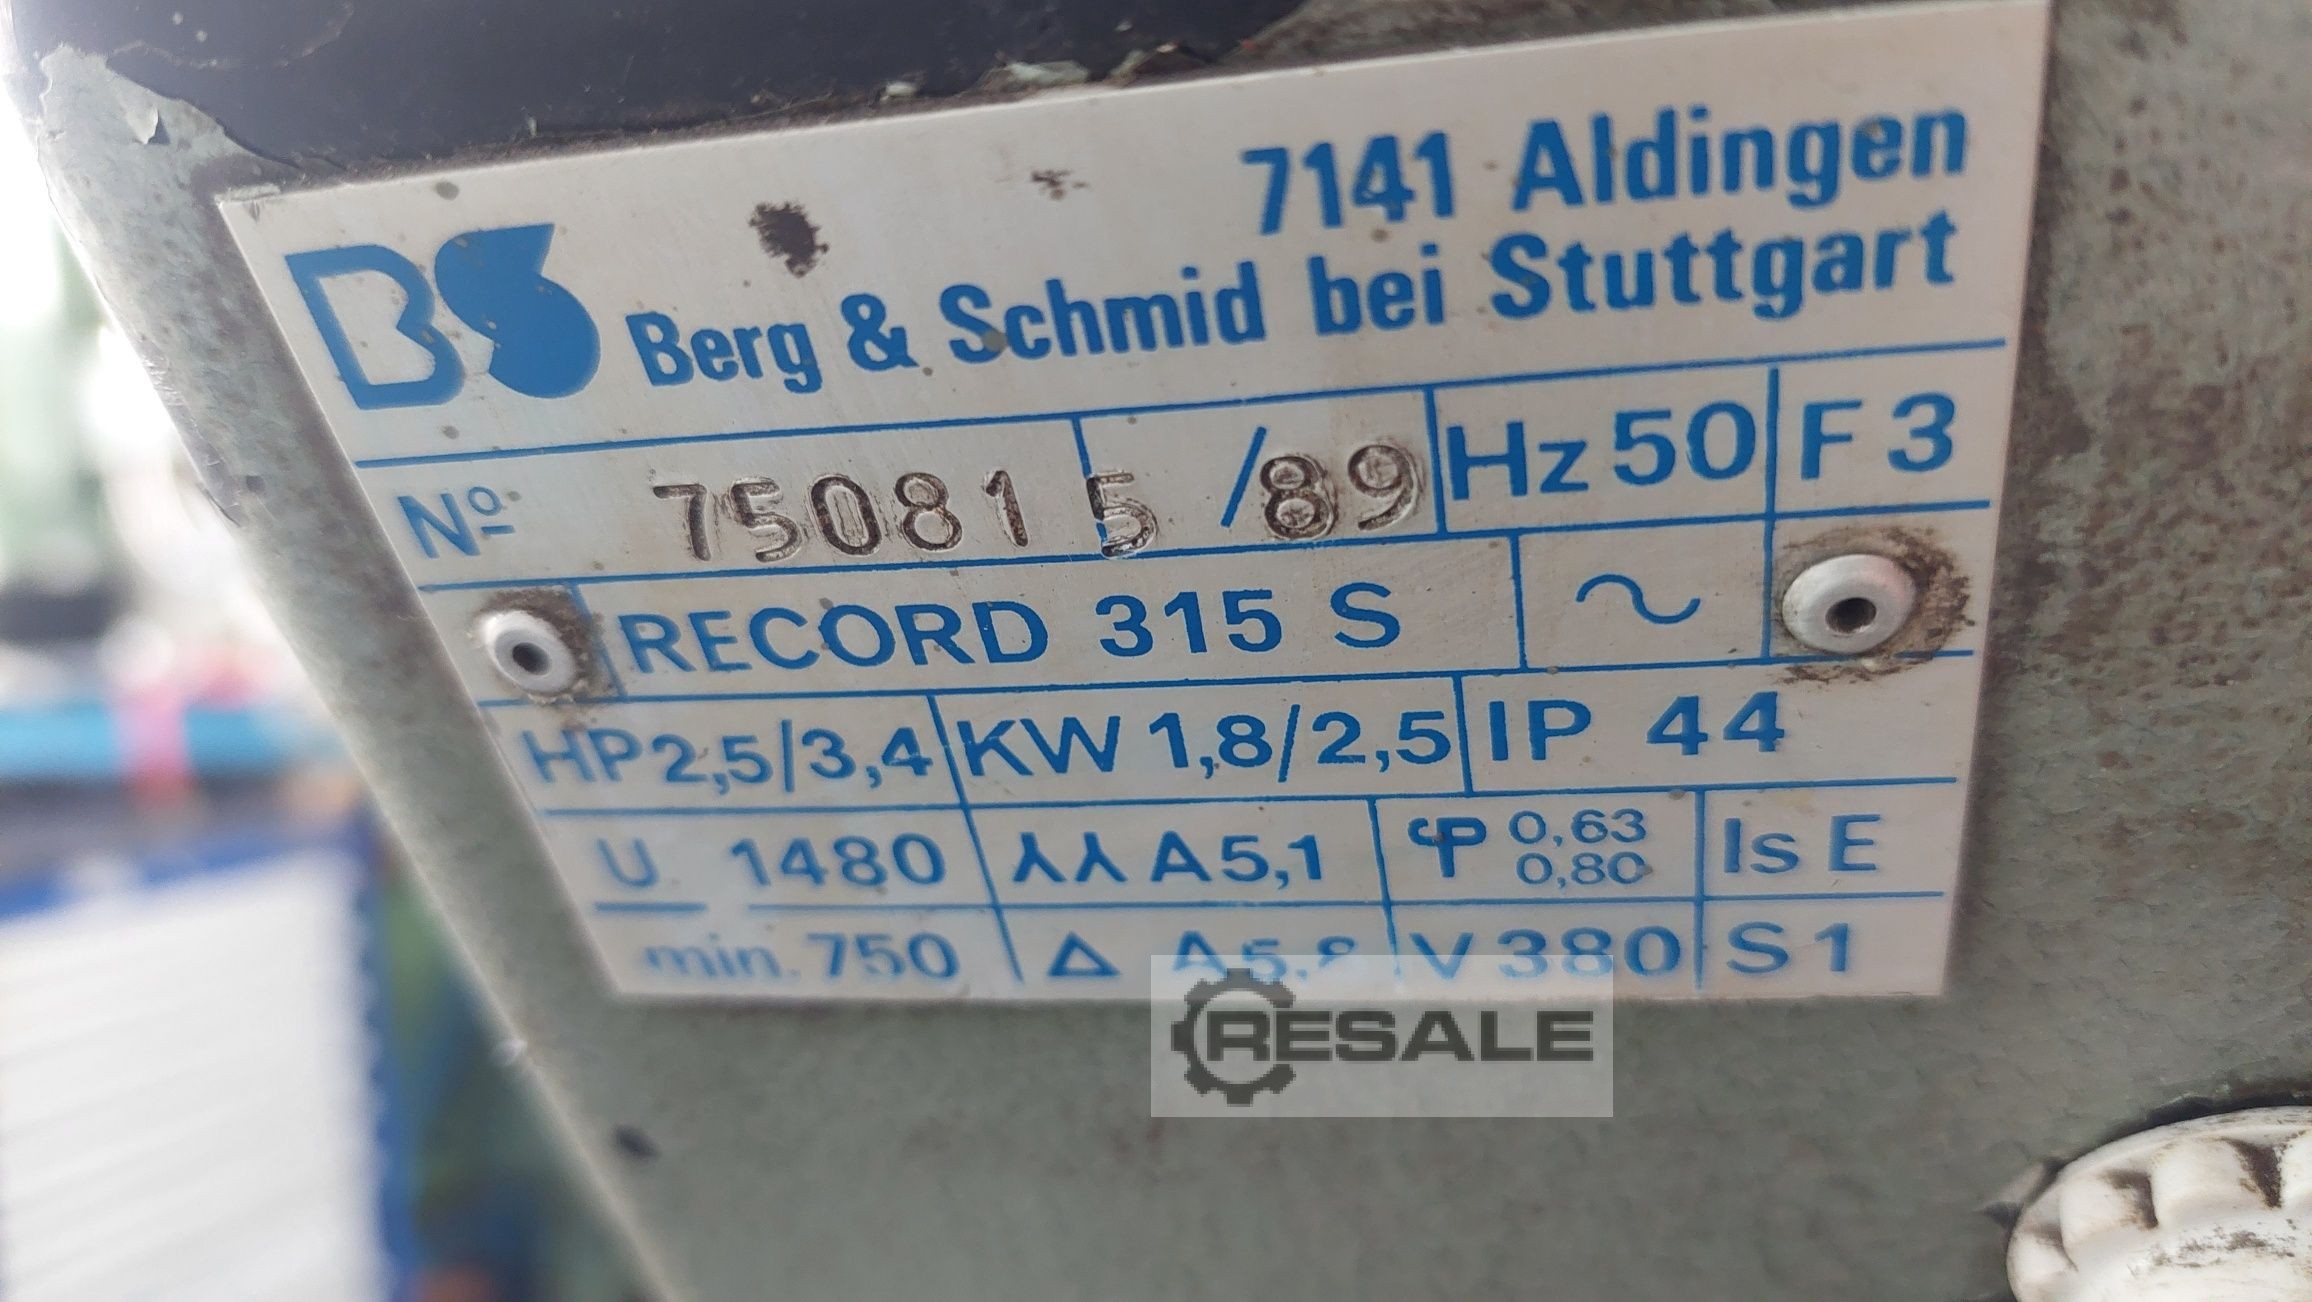 7141 Aldingen
BS Berg & Schmid bei Stuttgart
Nº 750815 /89 Hz 50 F 3
RECORD 315 S ~
HP 2,5/3,4 KW 1,8/2,5 IP 44
U 1480 ⅄⅄ A 5,1 φ 0,63 0,80 Is E
min. 750 Δ A 5,8 V 380 S 1
RESALE